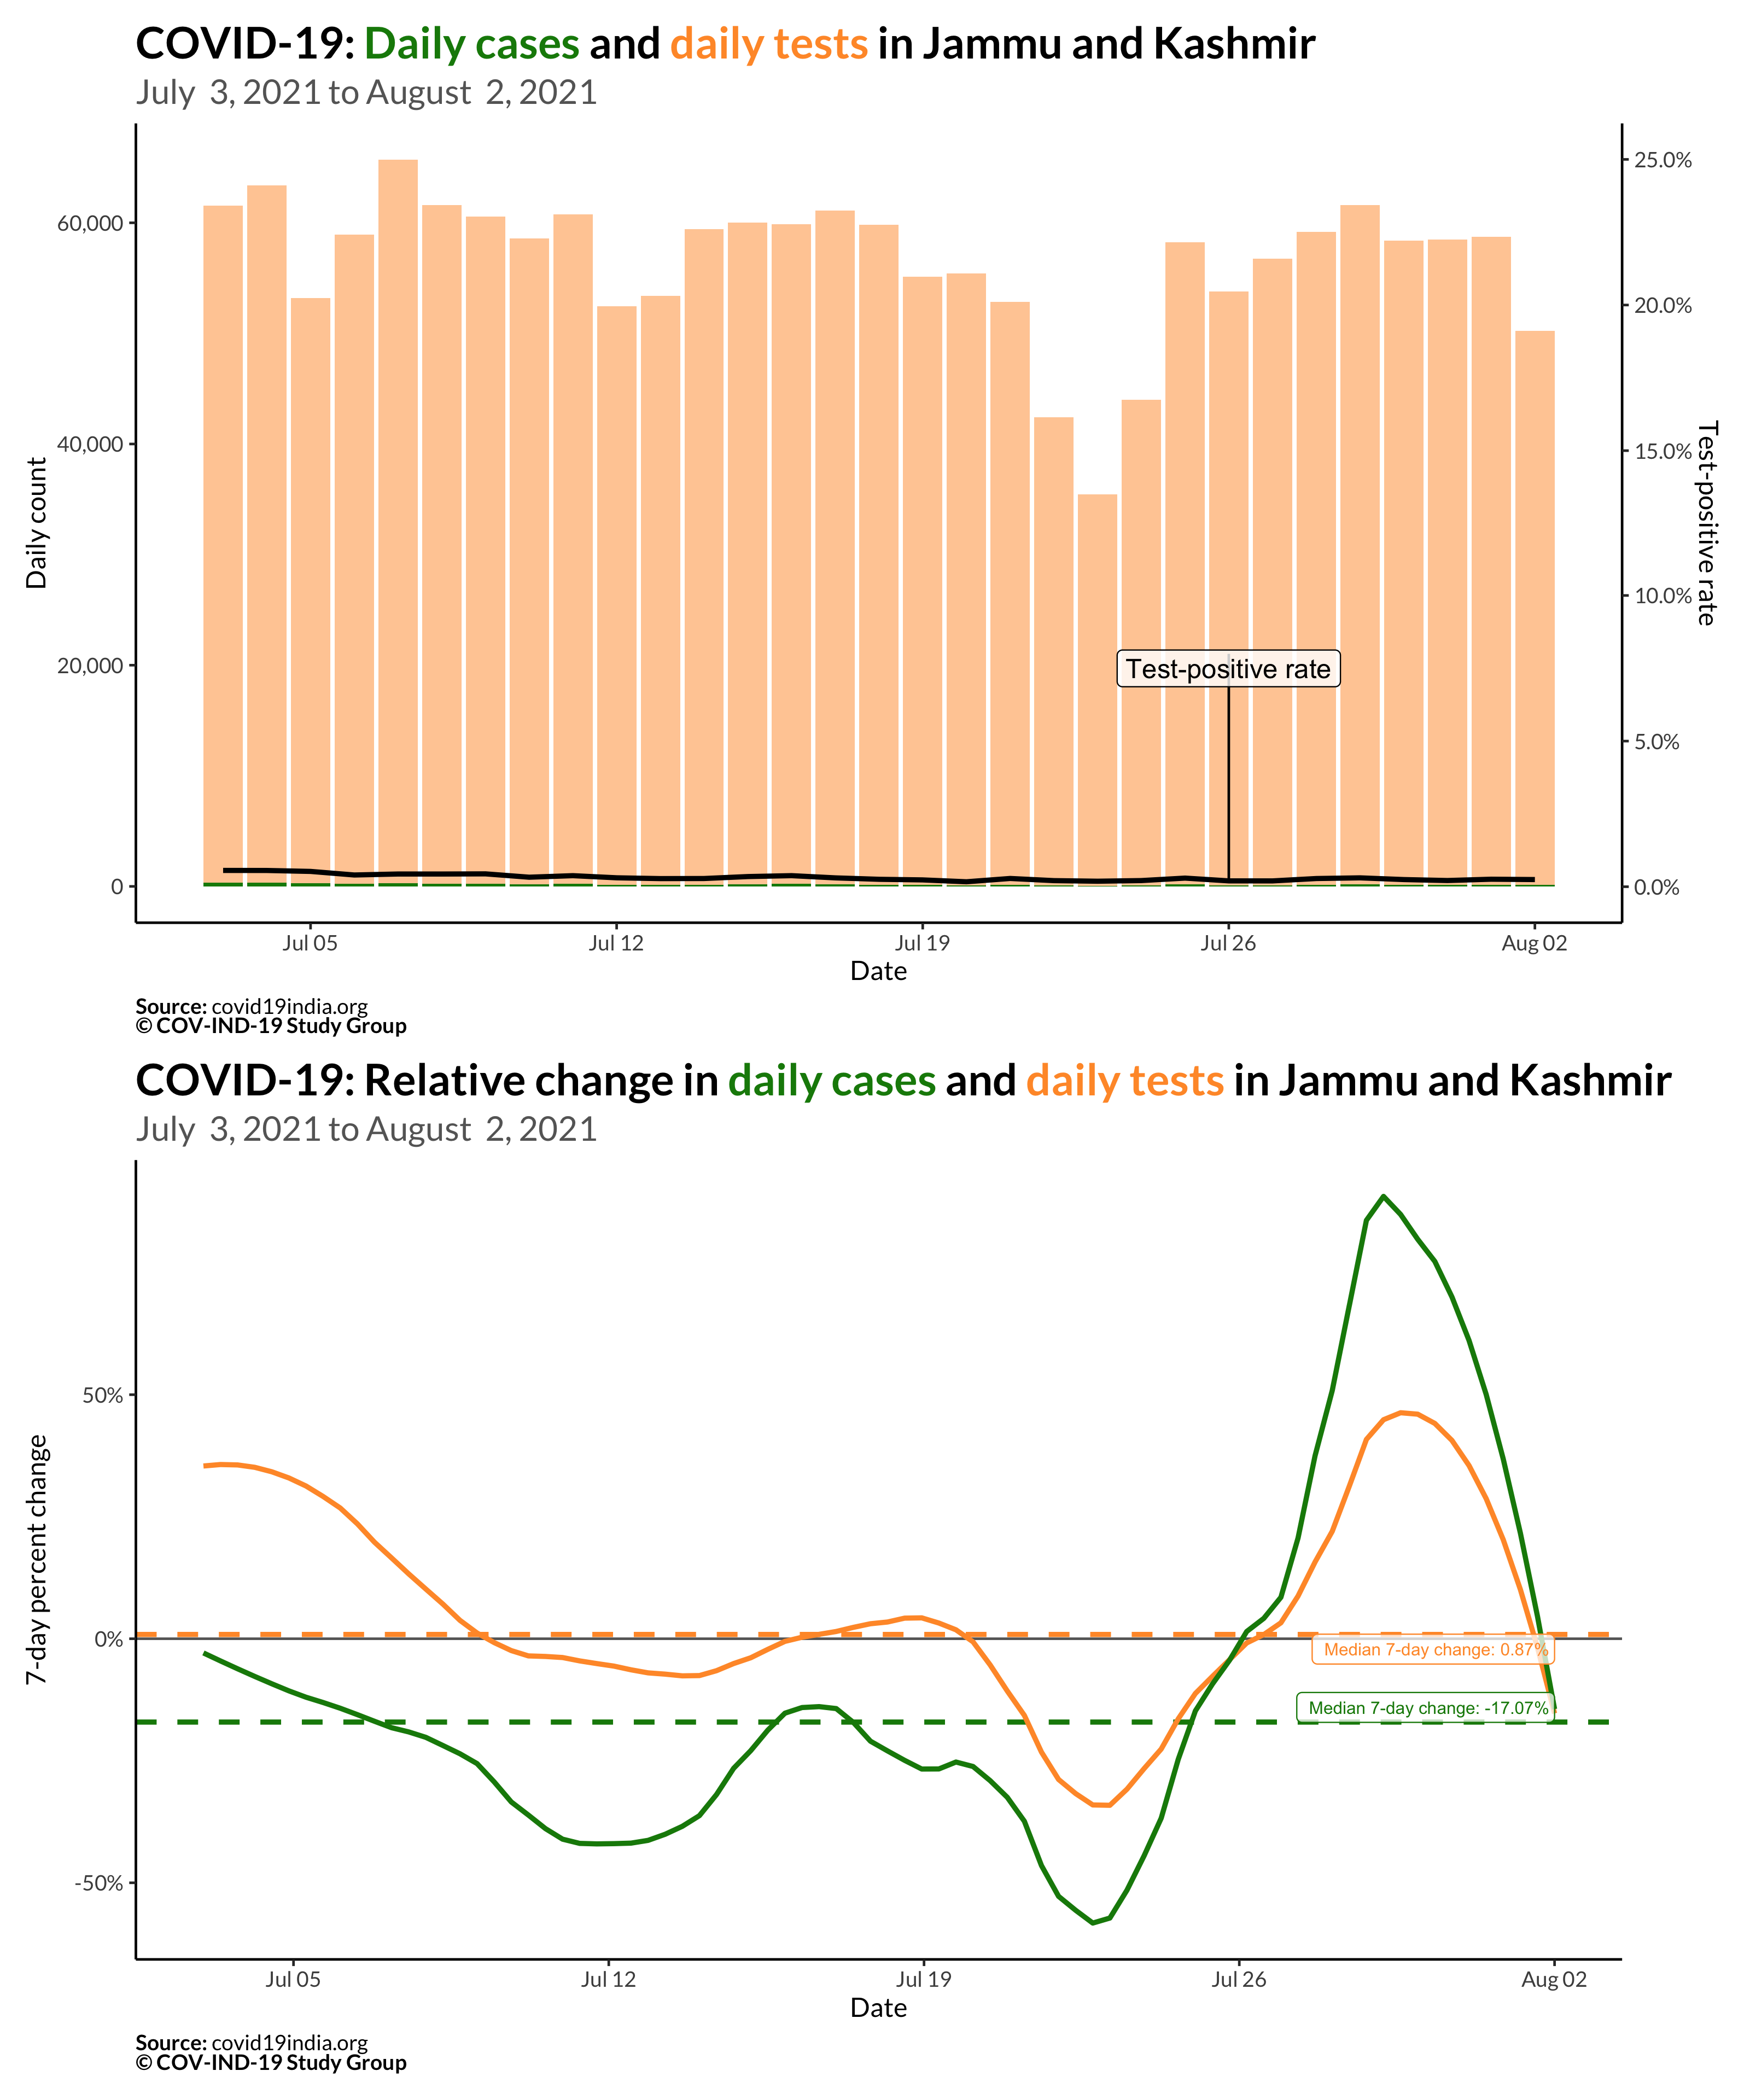 COVID-19: Daily cases and daily tests in Jammu and Kashmir
July 3, 2021 to August 2, 2021
Daily count
60,000
40,000
20,000
0
25.0%
20.0%
15.0%
10.0%
5.0%
0.0%
Test-positive rate
Test-positive rate
Jul 05
Jul 12
Jul 19
Jul 26
Aug 02
Date
Source: covid19india.org
© COV-IND-19 Study Group
COVID-19: Relative change in daily cases and daily tests in Jammu and Kashmir
July 3, 2021 to August 2, 2021
7-day percent change
50%
0%
-50%
Median 7-day change: 0.87%
Median 7-day change: -17.07%
Jul 05
Jul 12
Jul 19
Jul 26
Aug 02
Date
Source: covid19india.org
© COV-IND-19 Study Group